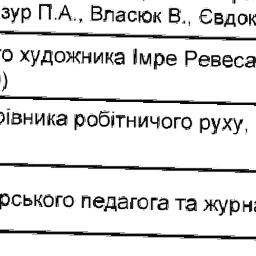 зур П.А., Власюк В., Євдок
го художника Імре Ревеса
)
рівника робітничого руху,
рського педагога та журна